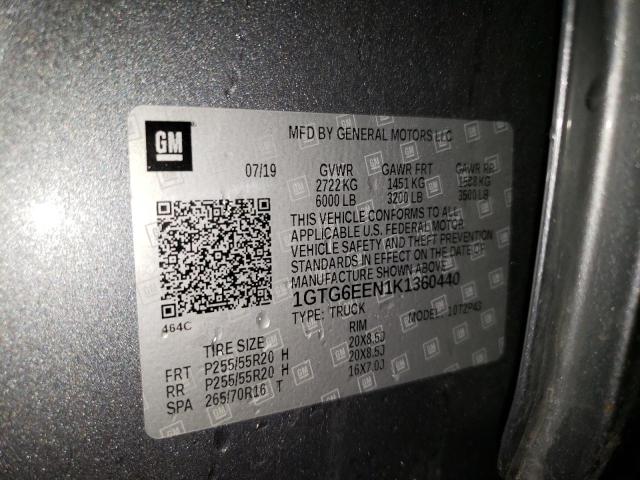 GM
MFD BY GENERAL MOTORS LLC
07/19 GVWR GAWR FRT GAWR RR
2722 KG 1451 KG 1588 KG
6000 LB 3200 LB 3500 LB
THIS VEHICLE CONFORMS TO ALL
APPLICABLE U.S. FEDERAL MOTOR
VEHICLE SAFETY AND THEFT PREVENTION
STANDARDS IN EFFECT ON THE DATE OF
MANUFACTURE SHOWN ABOVE.
1GTG6EEN1K1360440
TYPE: TRUCK MODEL: 10T2P43
464C
TIRE SIZE RIM
FRT P255/55R20 H 20X8.5J
RR P255/55R20 H 20X8.5J
SPA 265/70R16 T 16X7.0J